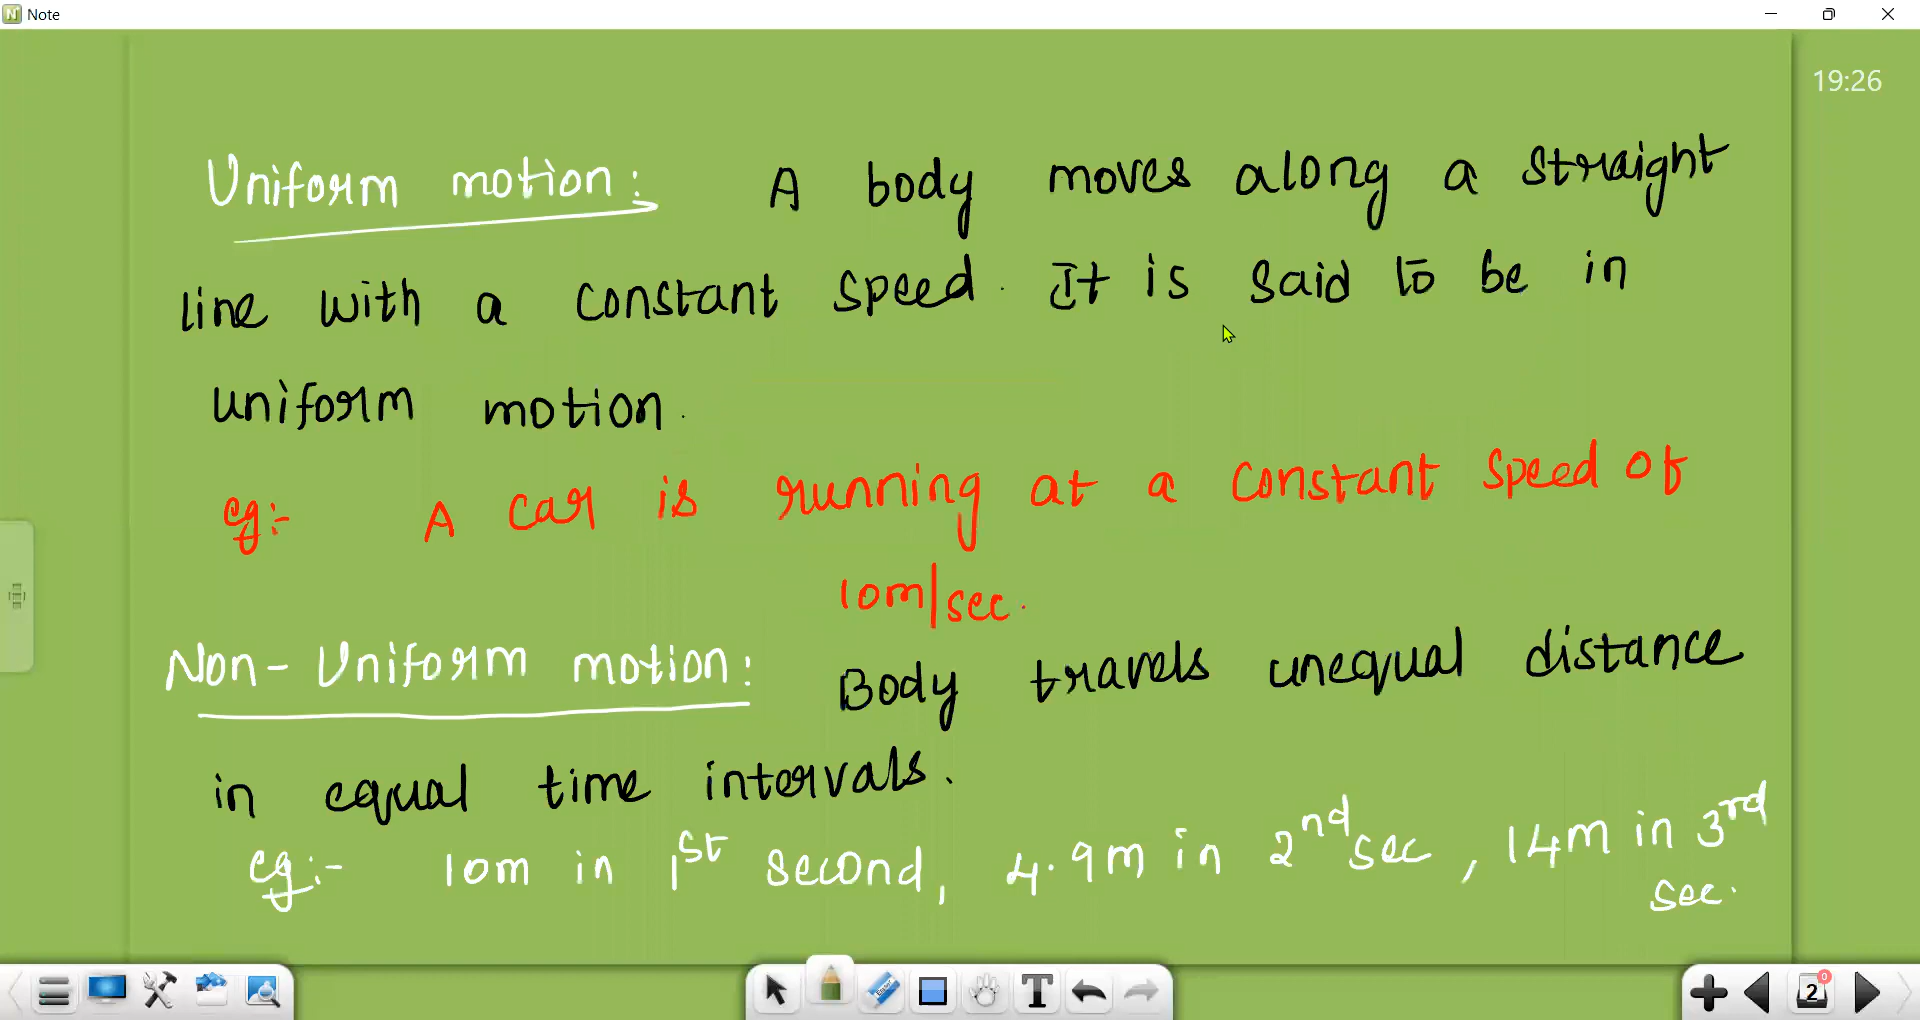 Note
19:26
Uniform motion: A body moves along a straight
line with a constant speed. It is said to be in
uniform motion.
eg:- A car is running at a constant speed of
10m/sec.
Non-Uniform motion: Body travels unequal distance
in equal time intervals.
eg:- 10m in 1st second, 4.9m in 2nd sec, 14m in 3rd
sec.
T
2
0